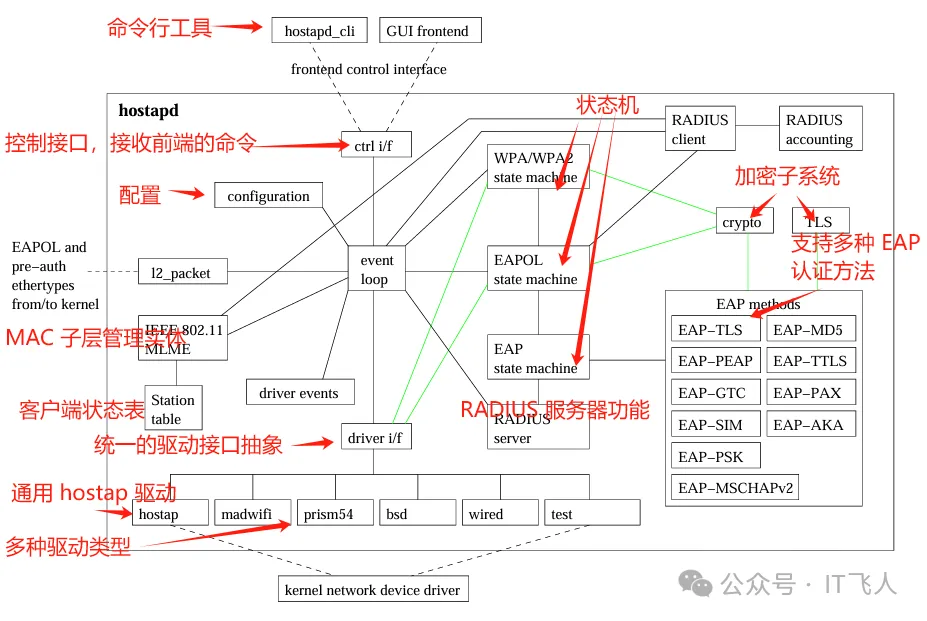 命令行工具
hostapd_cli
GUI frontend
frontend control interface
hostapd
状态机
RADIUS
client
RADIUS
accounting
控制接口，接收前端的命令
ctrl i/f
WPA/WPA2
state machine
加密子系统
配置
configuration
crypto
TLS
支持多种 EAP
认证方法
EAPOL and
pre-auth
ethertypes
from/to kernel
l2_packet
event
loop
EAPOL
state machine
EAP methods
EAP-TLS
EAP-MD5
EAP-PEAP
EAP-TTLS
EAP-GTC
EAP-PAX
EAP-SIM
EAP-AKA
EAP-PSK
EAP-MSCHAPv2
MAC 子层管理实体
IEEE 802.11
MLME
EAP
state machine
客户端状态表
Station
table
driver events
RADIUS 服务器功能
RADIUS
server
统一的驱动接口抽象
driver i/f
通用 hostap 驱动
hostap
madwifi
prism54
bsd
wired
test
多种驱动类型
kernel network device driver
公众号 · IT飞人